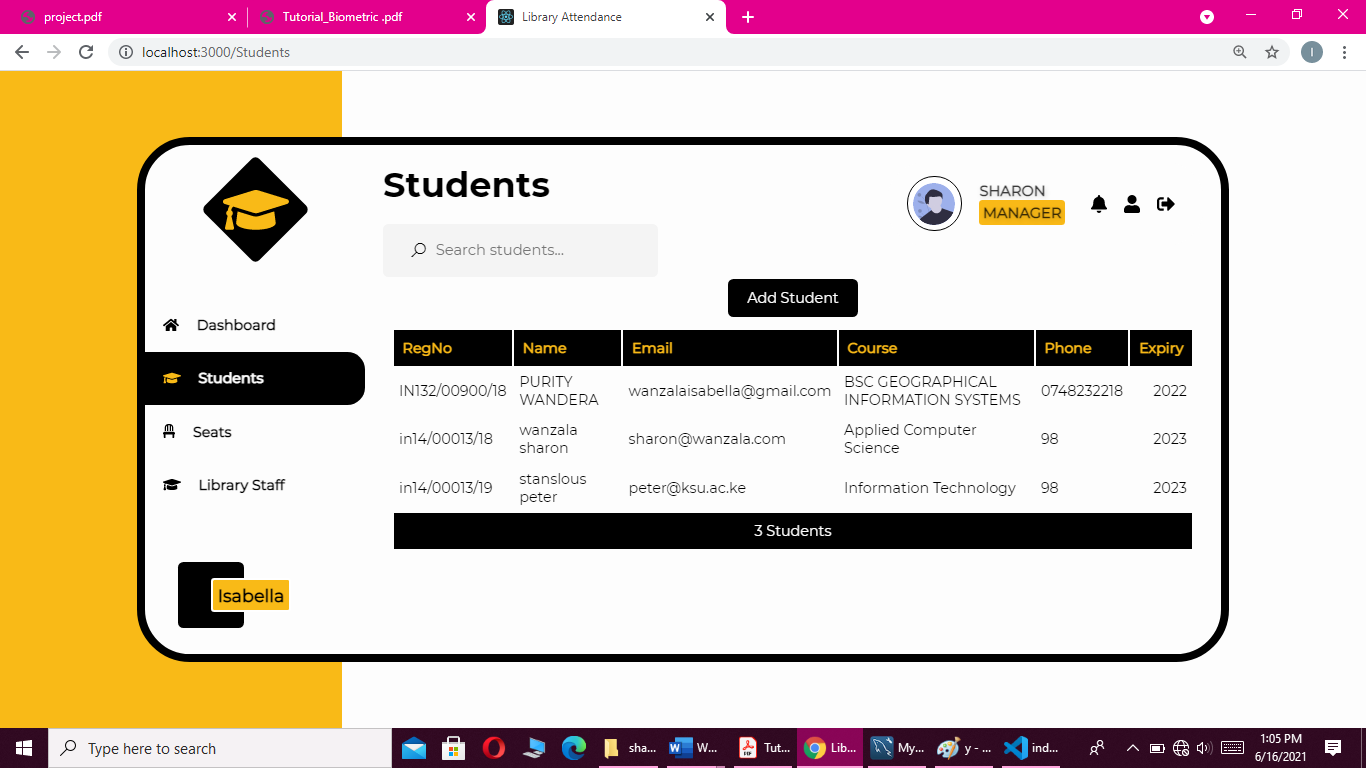 project.pdf
Tutorial_Biometric .pdf
Library Attendance
localhost:3000/Students
I
Students
SHARON
MANAGER
Search students...
Add Student
Dashboard
Students
Seats
Library Staff
Isabella
RegNo Name Email Course Phone Expiry
IN132/00900/18 PURITY WANDERA wanzalaisabella@gmail.com BSC GEOGRAPHICAL INFORMATION SYSTEMS 0748232218 2022
in14/00013/18 wanzala sharon sharon@wanzala.com Applied Computer Science 98 2023
in14/00013/19 stanslous peter peter@ksu.ac.ke Information Technology 98 2023
3 Students
Type here to search
sha...
W...
Tut...
Lib...
My...
y - ...
ind...
1:05 PM
6/16/2021